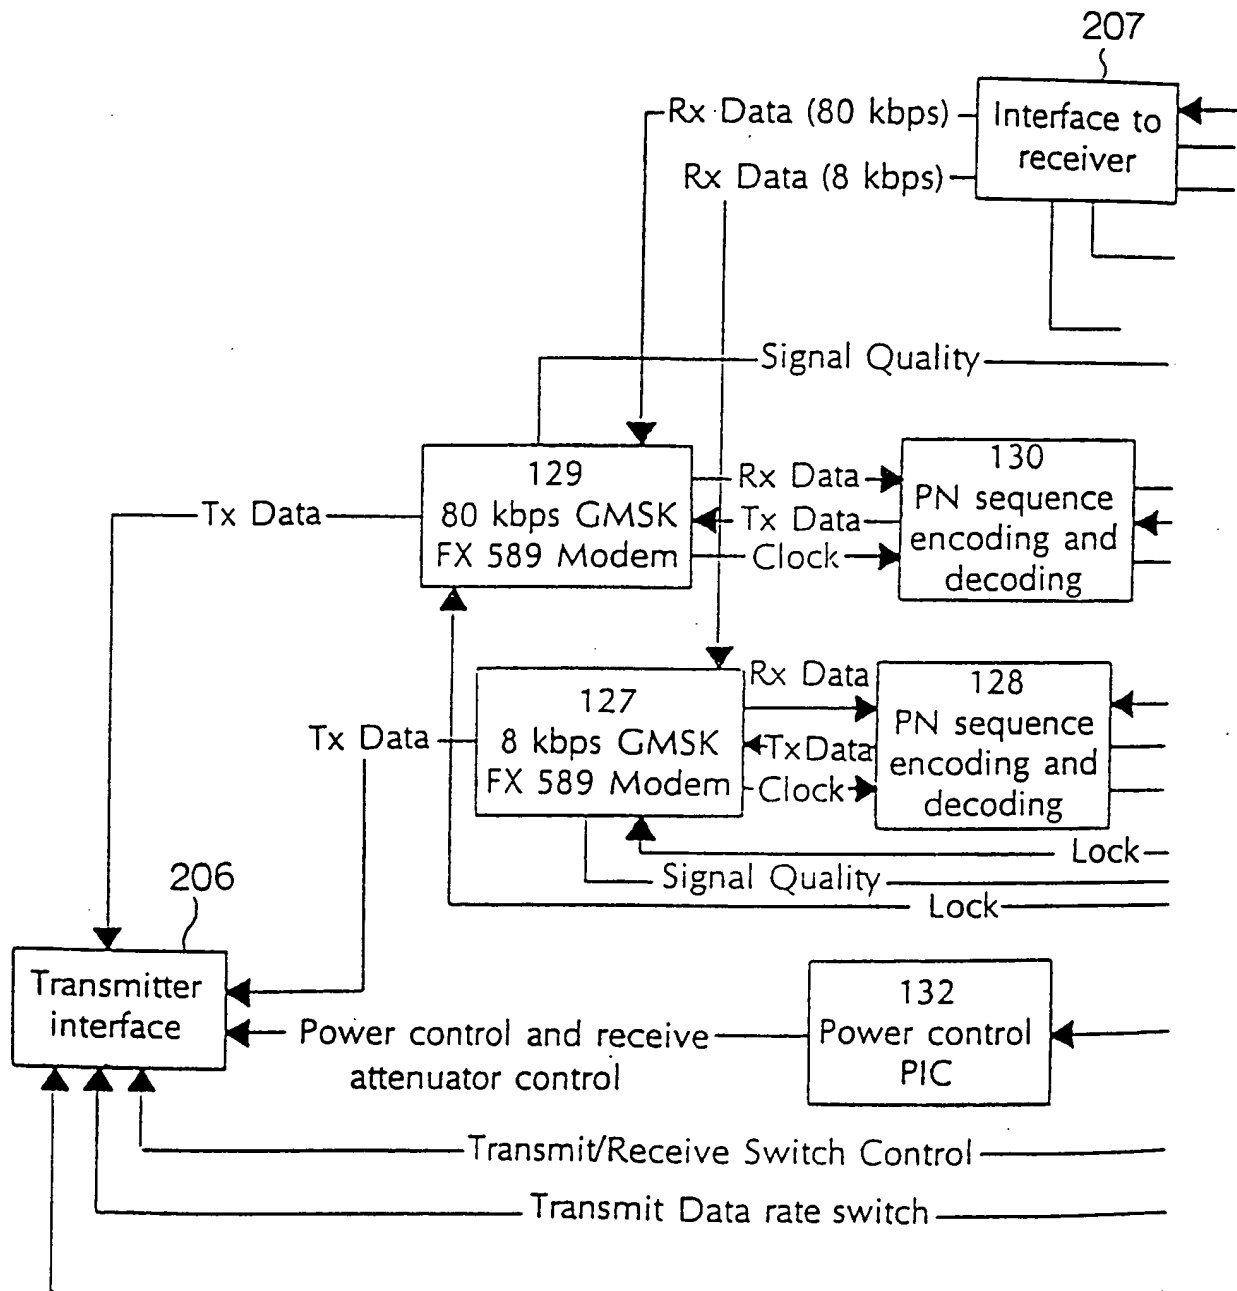 207
Rx Data (80 kbps)
Interface to
receiver
Rx Data (8 kbps)
Signal Quality
129
80 kbps GMSK
FX 589 Modem
Rx Data
Tx Data
Clock
130
PN sequence
encoding and
decoding
Tx Data
127
8 kbps GMSK
FX 589 Modem
Rx Data
TxData
Clock
128
PN sequence
encoding and
decoding
Tx Data
Lock
Signal Quality
Lock
206
Transmitter
interface
132
Power control
PIC
Power control and receive
attenuator control
Transmit/Receive Switch Control
Transmit Data rate switch